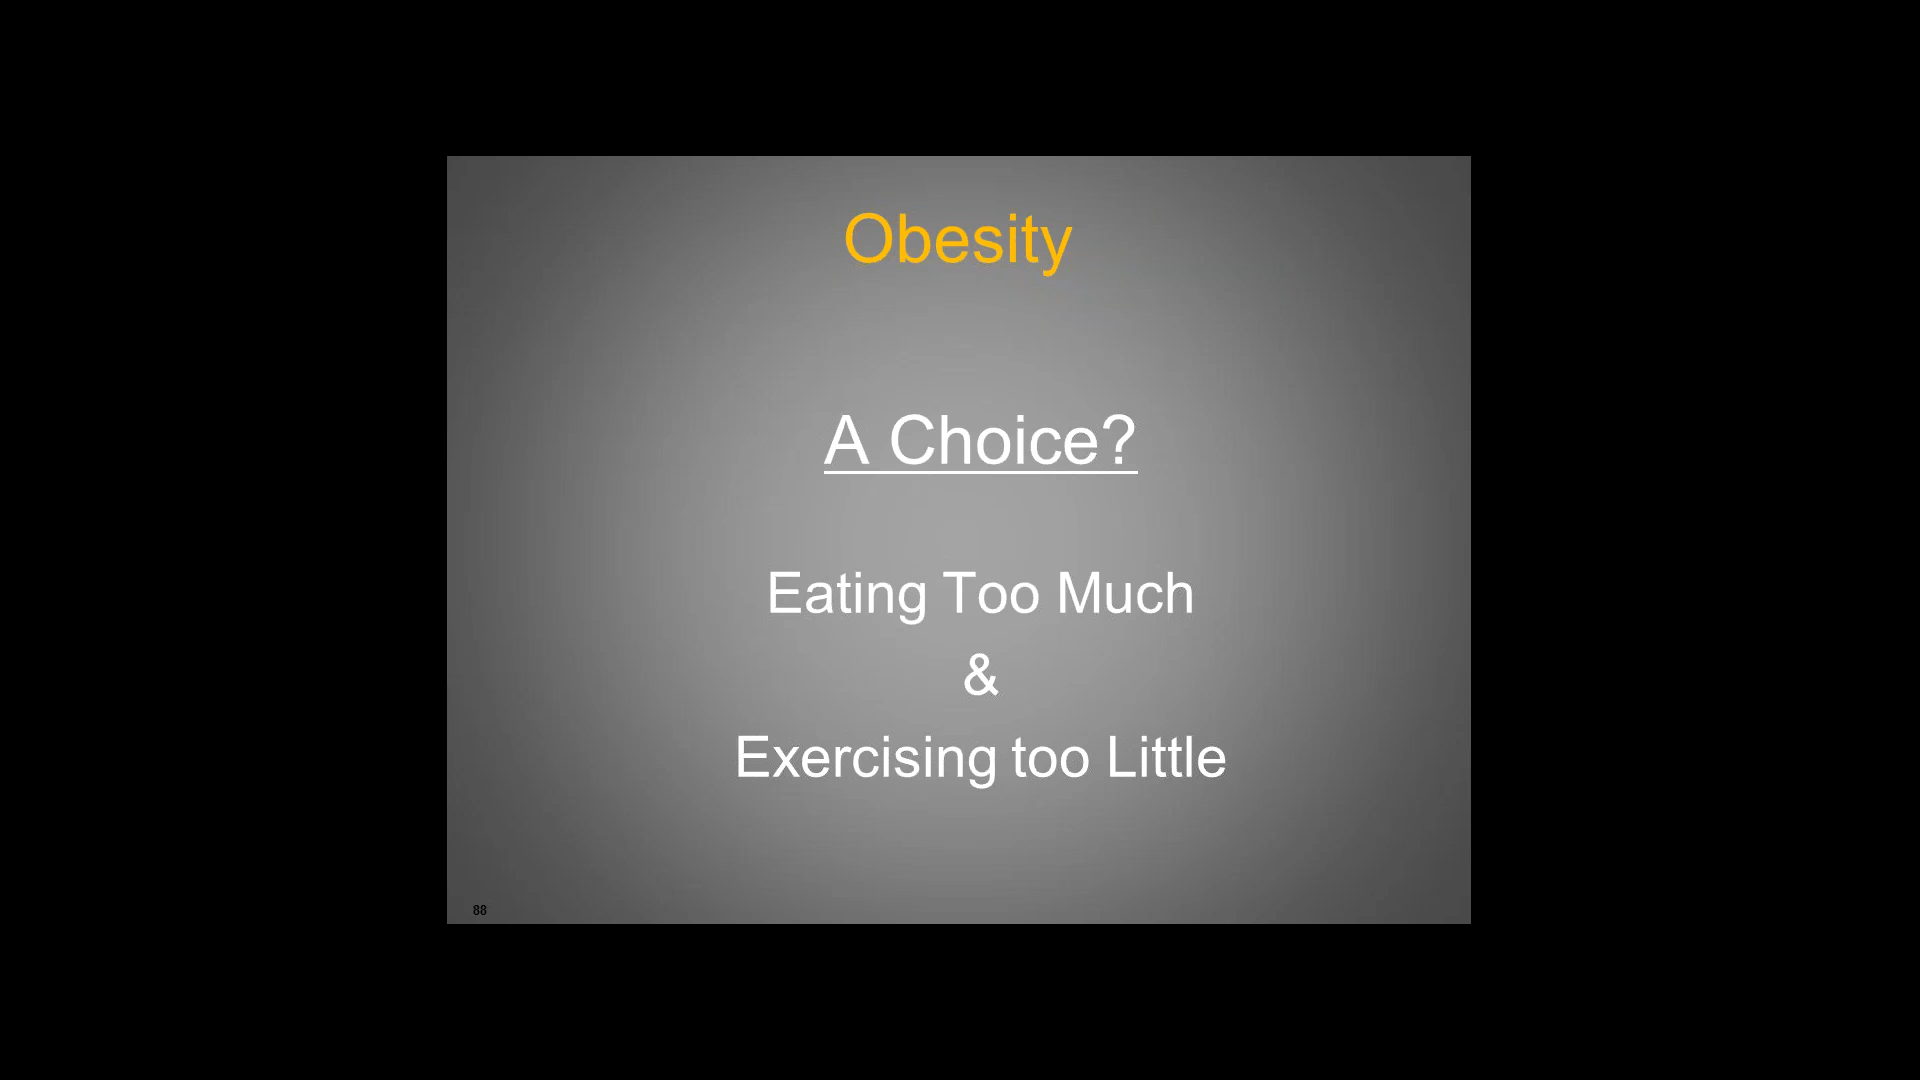 Obesity
A Choice?
Eating Too Much
&
Exercising too Little
88